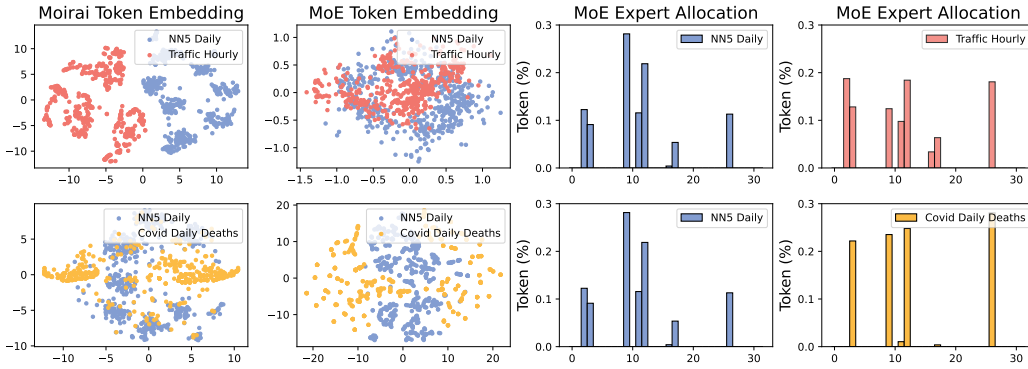 Moirai Token Embedding
NN5 Daily
Traffic Hourly
10
5
0
−5
−10
−10 −5 0 5 10
MoE Token Embedding
NN5 Daily
Traffic Hourly
1.0
0.5
0.0
−0.5
−1.0
−1.5 −1.0 −0.5 0.0 0.5 1.0
MoE Expert Allocation
Token (%)
NN5 Daily
0.3
0.2
0.1
0.0
0 10 20 30
MoE Expert Allocation
Token (%)
Traffic Hourly
0.3
0.2
0.1
0.0
0 10 20 30
NN5 Daily
Covid Daily Deaths
5
0
−5
−10
−10 −5 0 5 10
NN5 Daily
Covid Daily Deaths
20
10
0
−10
−20 −10 0 10 20
Token (%)
NN5 Daily
0.3
0.2
0.1
0.0
0 10 20 30
Token (%)
Covid Daily Deaths
0.3
0.2
0.1
0.0
0 10 20 30